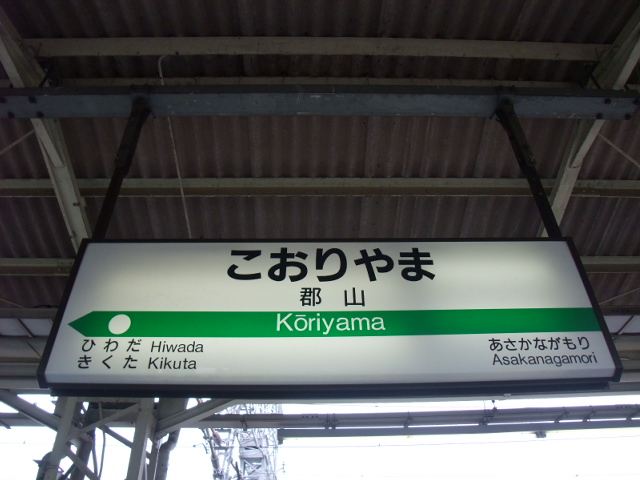 こおりやま
郡山
Kōriyama
ひわだ Hiwada
きくた Kikuta
あさかながもり
Asakanagamori